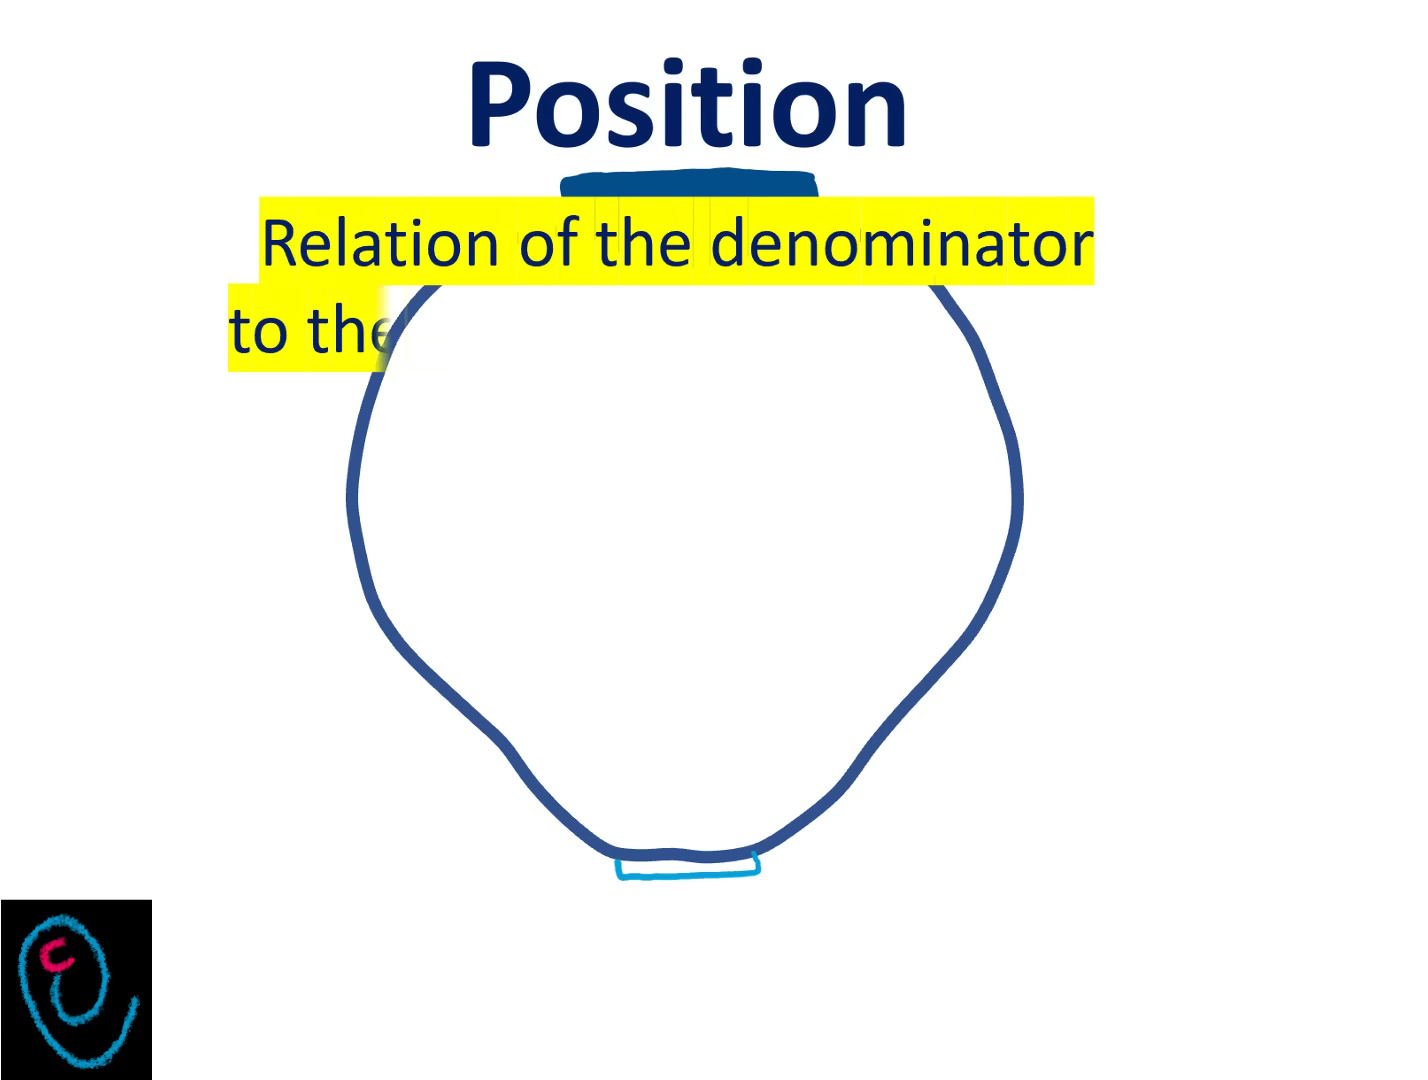 Position
Relation of the denominator
to the